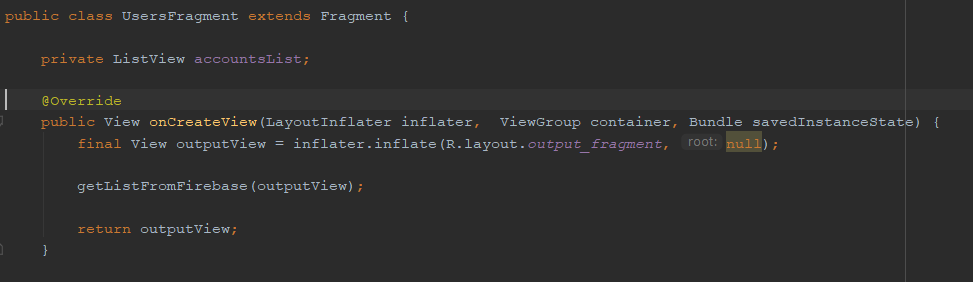 public class UsersFragment extends Fragment {
private ListView accountsList;
@Override
public View onCreateView(LayoutInflater inflater,  ViewGroup container, Bundle savedInstanceState) {
final View outputView = inflater.inflate(R.layout.output_fragment, root: null);
getListFromFirebase(outputView);
return outputView;
}